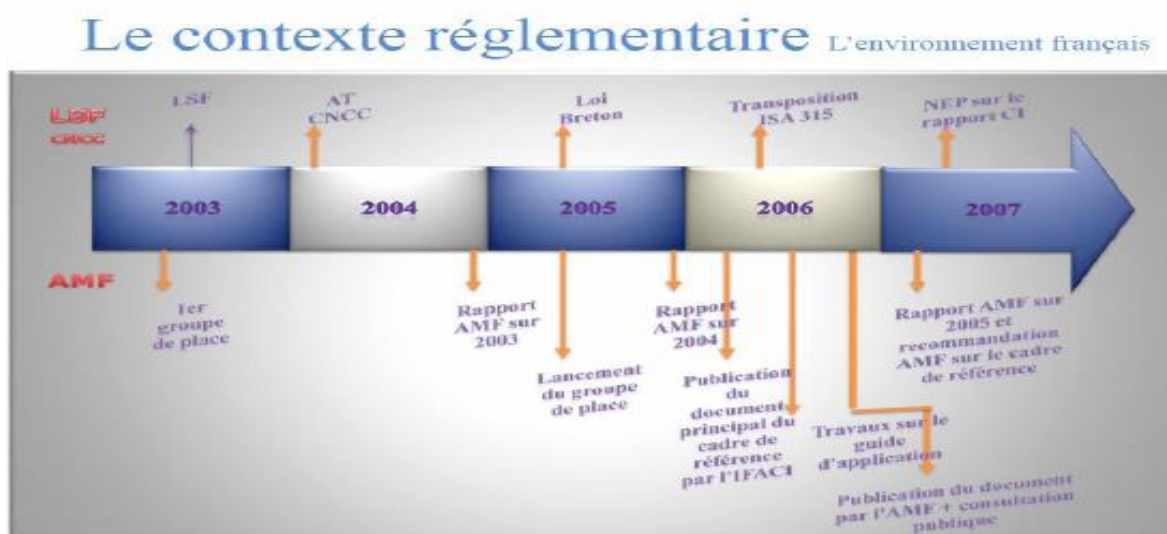 Le contexte réglementaire L'environnement français
LSF
CNCC
LSF
AT
CNCC
Loi
Breton
Transposition
ISA 315
NEP sur le
rapport CI
2003
2004
2005
2006
2007
AMF
1er
groupe
de place
Rapport
AMF sur
2003
Lancement
du groupe
de place
Rapport
AMF sur
2004
Publication
du
document
principal du
cadre de
référence
par l'IFACI
Travaux sur le
guide
d'application
Rapport AMF sur
2005 et
recommandation
AMF sur le cadre
de référence
Publication du document
par l'AMF + consultation
publique